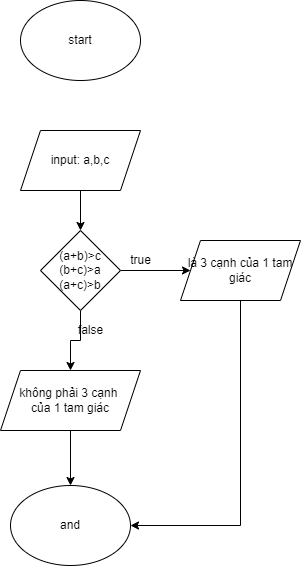 start
input: a,b,c
(a+b)>c
(b+c)>a
(a+c)>b
true
là 3 cạnh của 1 tam
giác
false
không phải 3 cạnh
của 1 tam giác
and